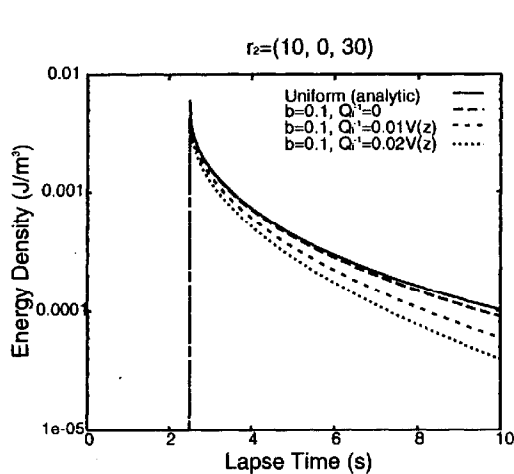 r₂=(10, 0, 30)
0.01
Uniform (analytic)
b=0.1, Qᵢ⁻¹=0
b=0.1, Qᵢ⁻¹=0.01V(z)
b=0.1, Qᵢ⁻¹=0.02V(z)
0.001
Energy Density (J/m³)
0.0001
1e-05
0 2 4 6 8 10
Lapse Time (s)